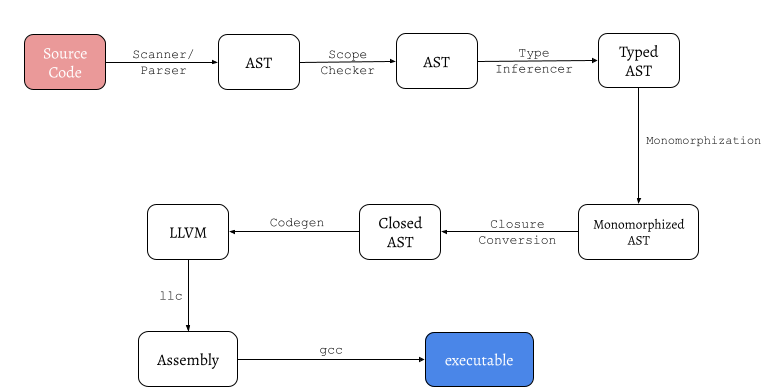 Source
Code
Scanner/
Parser
AST
Scope
Checker
AST
Type
Inferencer
Typed
AST
Monomorphization
Monomorphized
AST
Closure
Conversion
Closed
AST
Codegen
LLVM
llc
Assembly
gcc
executable